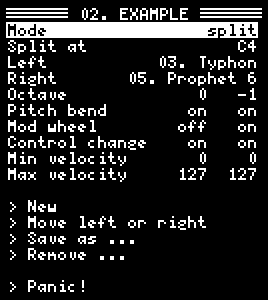 02. EXAMPLE
Mode split
Split at C4
Left 03. Typhon
Right 05. Prophet 6
Octave 0 -1
Pitch bend on on
Mod wheel off on
Control change on on
Min velocity 0 0
Max velocity 127 127
> New
> Move left or right
> Save as ...
> Remove ...
> Panic!